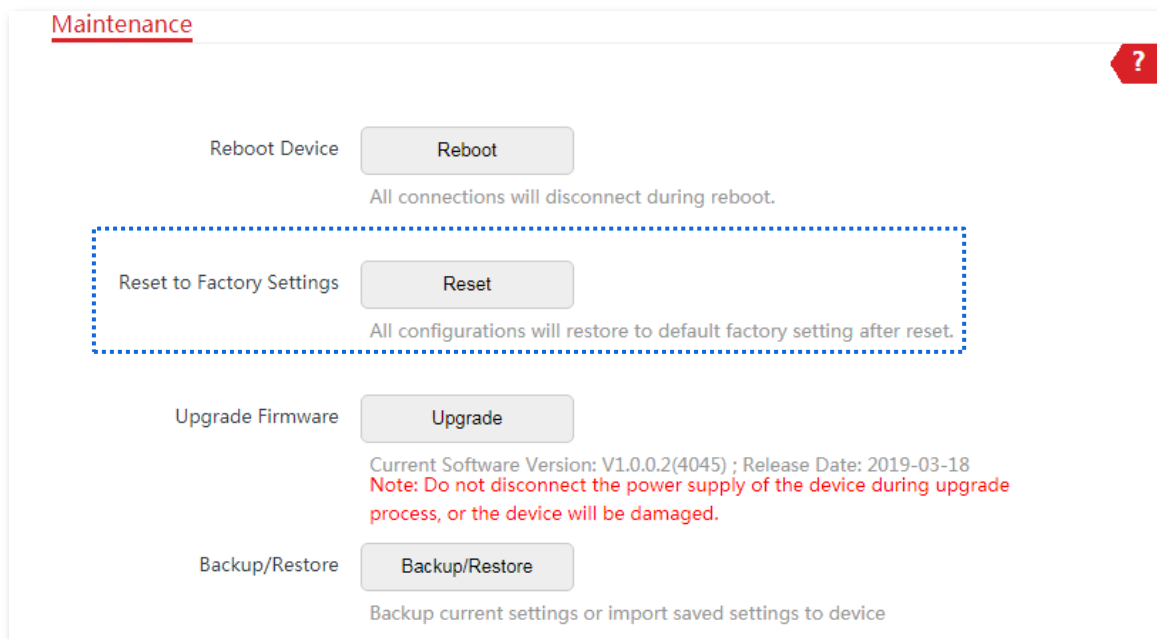 Maintenance
?
Reboot Device
Reboot
All connections will disconnect during reboot.
Reset to Factory Settings
Reset
All configurations will restore to default factory setting after reset.
Upgrade Firmware
Upgrade
Current Software Version: V1.0.0.2(4045) ; Release Date: 2019-03-18
Note: Do not disconnect the power supply of the device during upgrade
process, or the device will be damaged.
Backup/Restore
Backup/Restore
Backup current settings or import saved settings to device